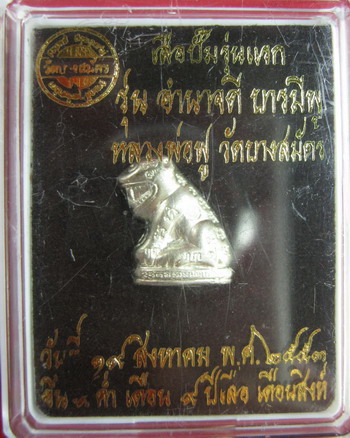 เสือปั๊มรุ่นแรก
รุ่น อำนาจดี บารมีฟู
หลวงพ่อฟู วัดบางสมัคร
วันที่ ๑๙ สิงหาคม พ.ศ. ๒๕๕๓
ขึ้น ๙ ค่ำ เดือน ๙ ปีเสือ เดือนสิงห์